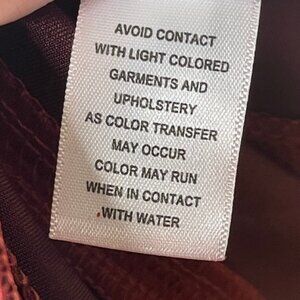 AVOID CONTACT
WITH LIGHT COLORED
GARMENTS AND
UPHOLSTERY
AS COLOR TRANSFER
MAY OCCUR
COLOR MAY RUN
WHEN IN CONTACT
WITH WATER